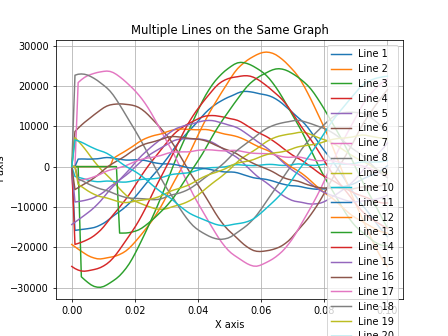 Multiple Lines on the Same Graph
30000
20000
10000
0
−10000
−20000
−30000
0.00
0.02
0.04
0.06
X axis
axis
Line 1
Line 2
Line 3
Line 4
Line 5
Line 6
Line 7
Line 8
Line 9
Line 10
Line 11
Line 12
Line 13
Line 14
Line 15
Line 16
Line 17
Line 18
Line 19
Line 20